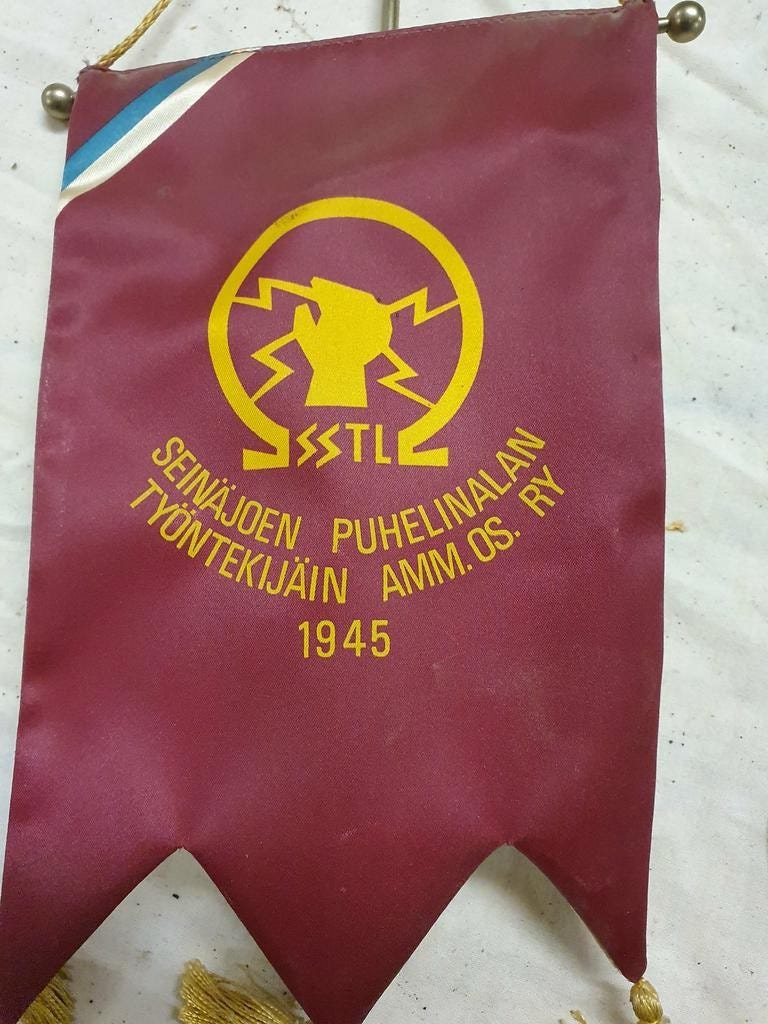 SSTL
SEINÄJOEN PUHELINALAN
TYÖNTEKIJÄIN AMM. OS. RY
1945